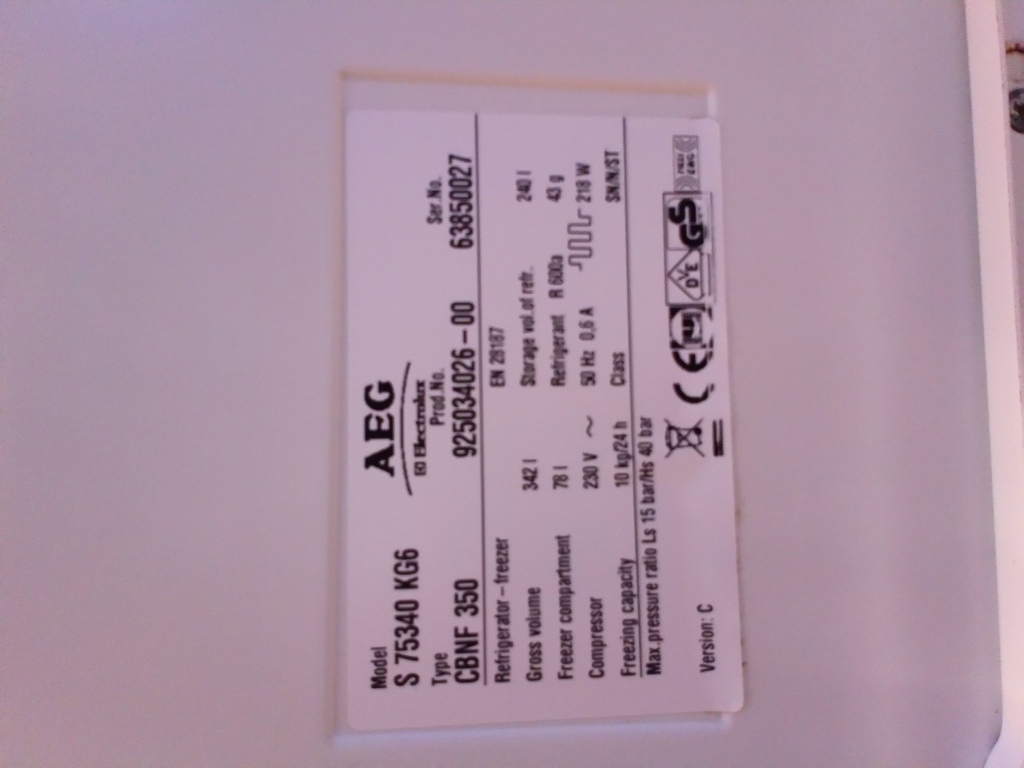 AEG
Electrolux
Model
S 75340 KG6
Type Prod.No. Ser.No.
CBNF 350 925034026-00 63850027
Refrigerator-freezer EN 28187
Gross volume 342 l Storage vol. of refr. 240 l
Freezer compartment 78 l Refrigerant R 600a 43 g
Compressor 230 V ~ 50 Hz 0,6 A 218 W
Freezing capacity 10 kg/24 h Class SN/N/ST
Max.pressure ratio Ls 15 bar/Hs 40 bar
Version: C CE DVE GS